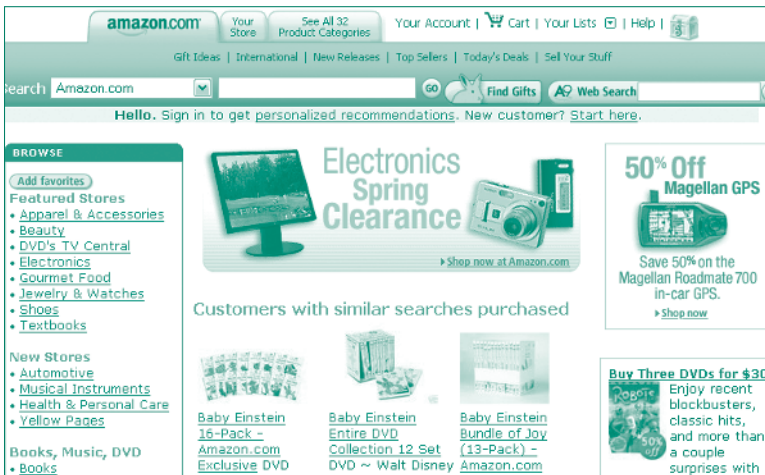 amazon.com
Your Store
See All 32 Product Categories
Your Account | Cart | Your Lists | Help |
Gift Ideas | International | New Releases | Top Sellers | Today's Deals | Sell Your Stuff
Search Amazon.com GO Find Gifts A9 Web Search
Hello. Sign in to get personalized recommendations. New customer? Start here.
BROWSE
Add favorites
Featured Stores
• Apparel & Accessories
• Beauty
• DVD's TV Central
• Electronics
• Gourmet Food
• Jewelry & Watches
• Shoes
• Textbooks
New Stores
• Automotive
• Musical Instruments
• Health & Personal Care
• Yellow Pages
Books, Music, DVD
• Books
Electronics
Spring
Clearance
Shop now at Amazon.com
Customers with similar searches purchased
Baby Einstein
16-Pack -
Amazon.com
Exclusive DVD
Baby Einstein
Entire DVD
Collection 12 Set
DVD ~ Walt Disney
Baby Einstein
Bundle of Joy
(13-Pack) -
Amazon.com
50% Off
Magellan GPS
Save 50% on the
Magellan Roadmate 700
in-car GPS.
Shop now
Buy Three DVDs for $30
ROBOTS
50%
off
Enjoy recent
blockbusters,
classic hits,
and more than
a couple
surprises with